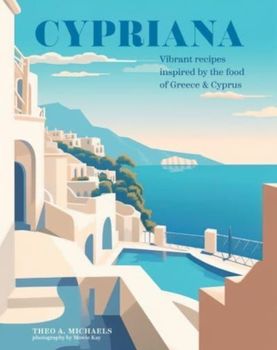 CYPRIANA
Vibrant recipes
inspired by the food
of Greece & Cyprus
THEO A. MICHAELS
photography by Mowie Kay